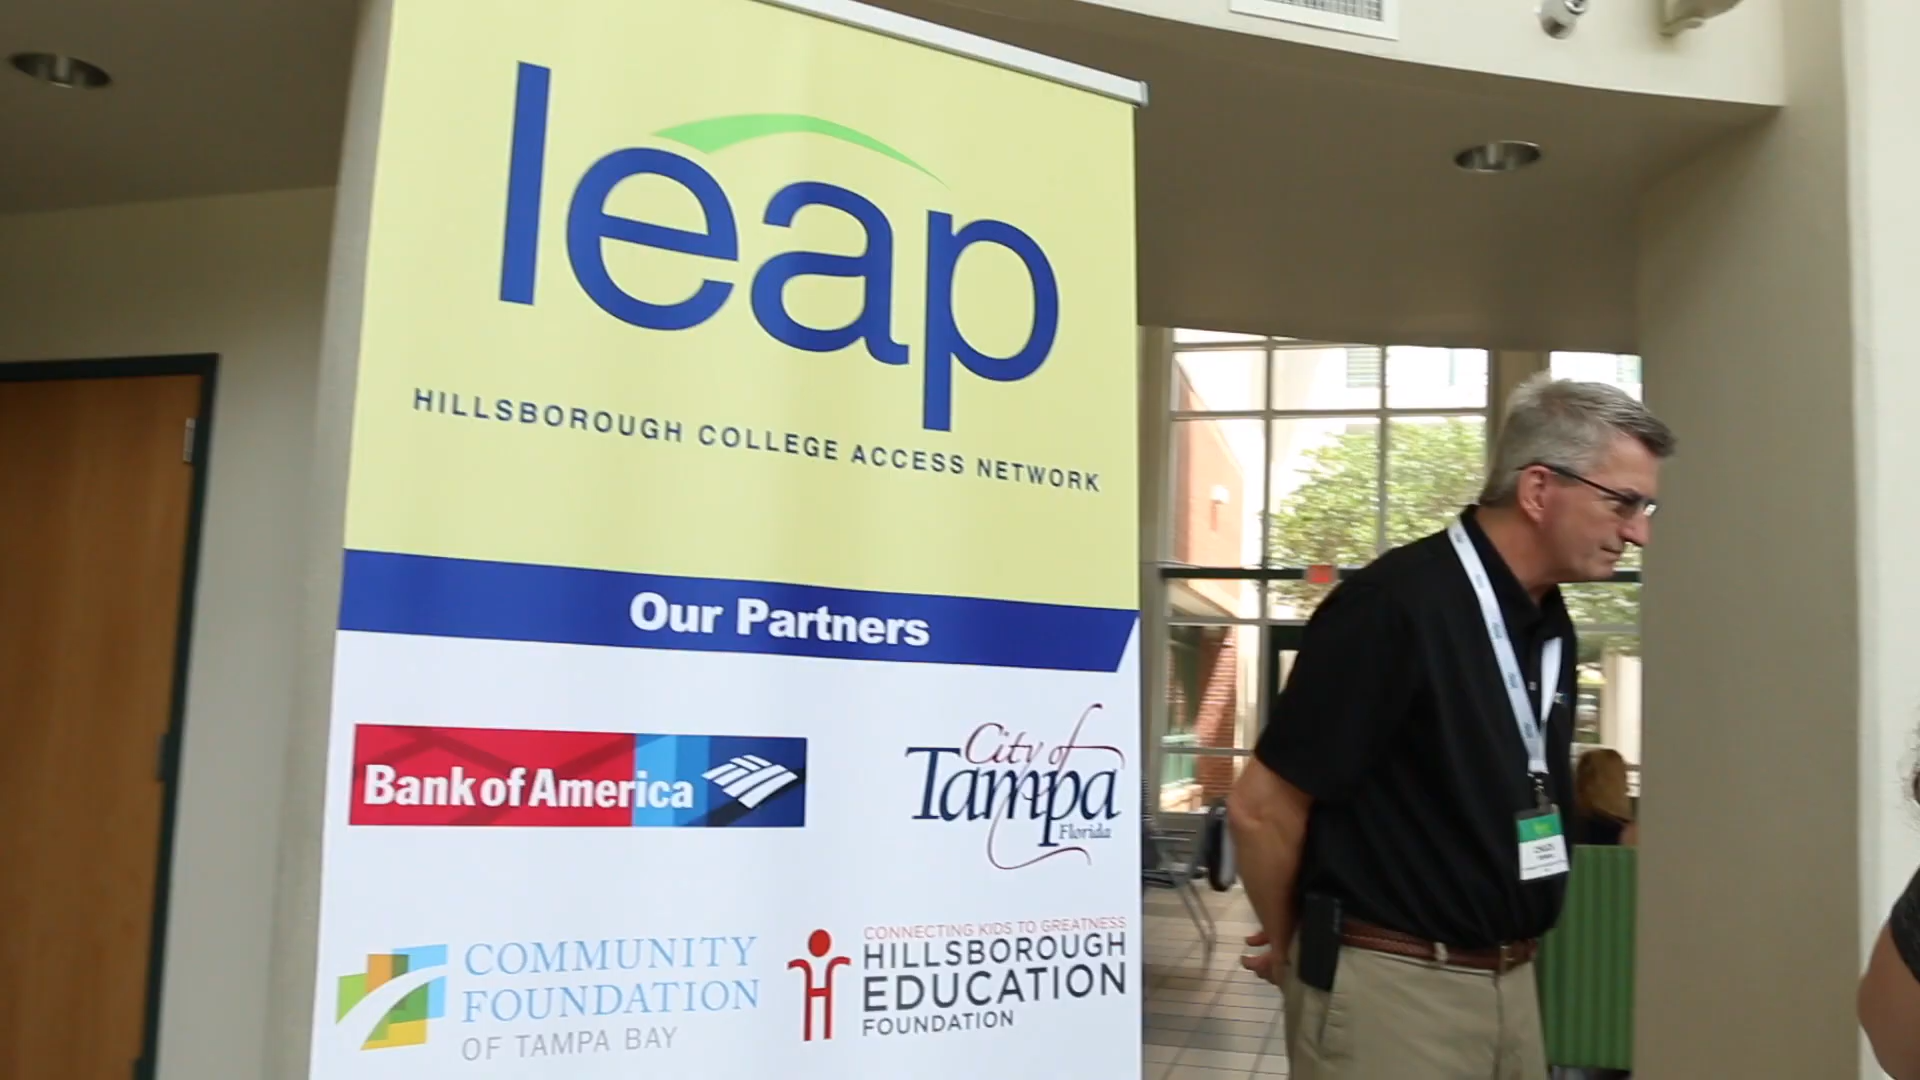 leap
HILLSBOROUGH COLLEGE ACCESS NETWORK
Our Partners
Bank of America
City of
Tampa
Florida
COMMUNITY
FOUNDATION
OF TAMPA BAY
CONNECTING KIDS TO GREATNESS
HILLSBOROUGH
EDUCATION
FOUNDATION